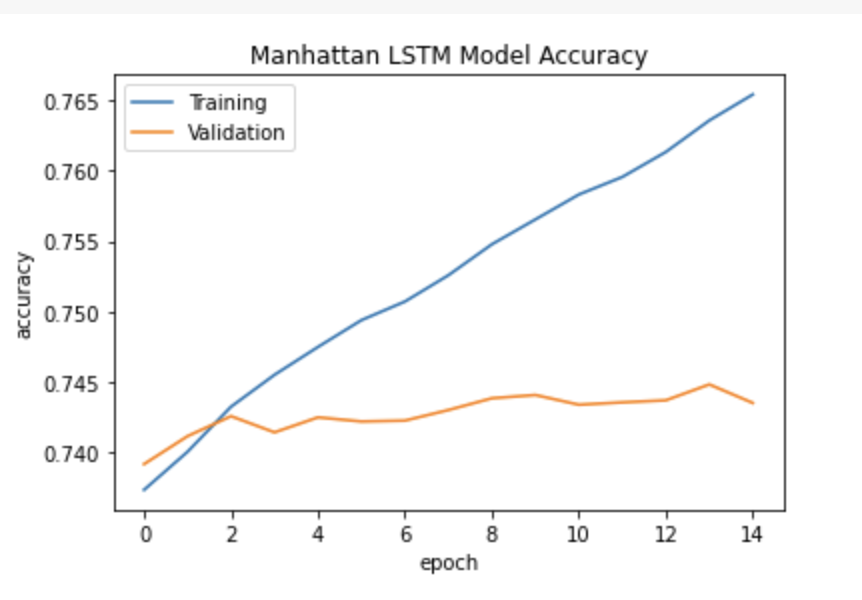 Manhattan LSTM Model Accuracy
Training
Validation
accuracy
0.765
0.760
0.755
0.750
0.745
0.740
0 2 4 6 8 10 12 14
epoch